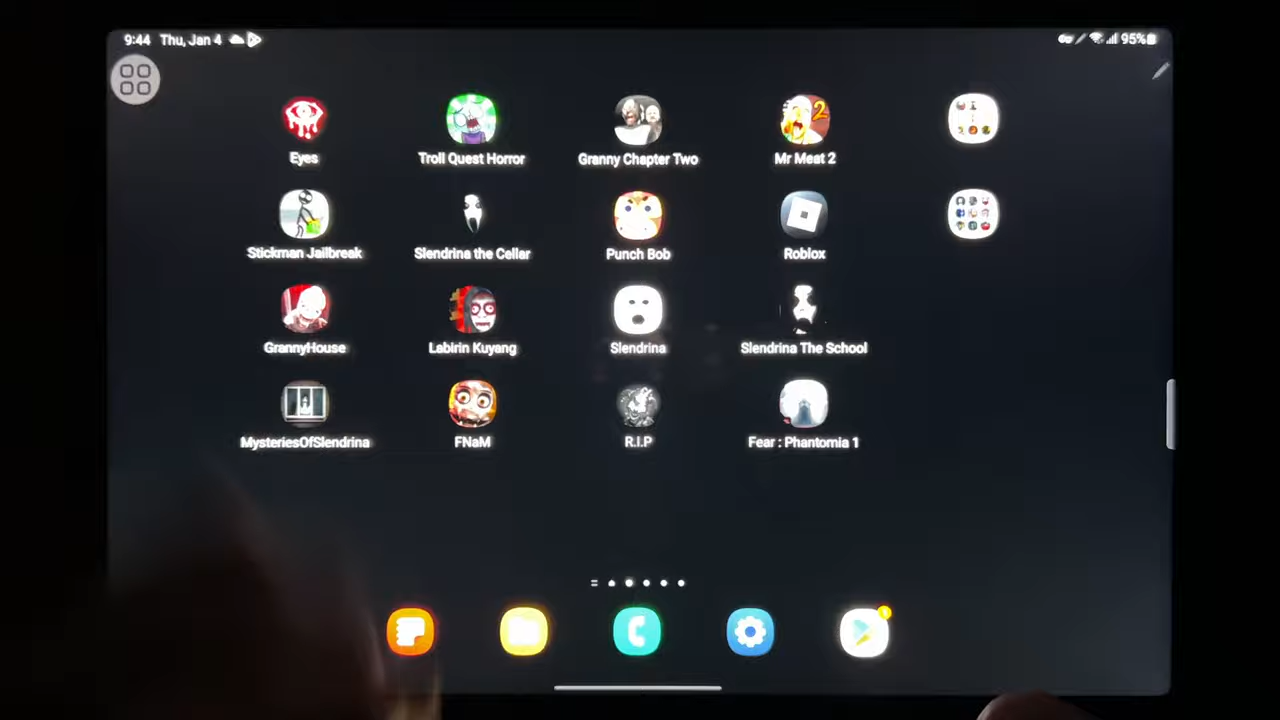 9:44 Thu, Jan 4
95%
Eyes
Troll Quest Horror
Granny Chapter Two
Mr Meat 2
2
Stickman Jailbreak
Slendrina the Cellar
Punch Bob
Roblox
GrannyHouse
Labirin Kuyang
Slendrina
Slendrina The School
MysteriesOfSlendrina
FNaM
R.I.P
Fear : Phantomia 1